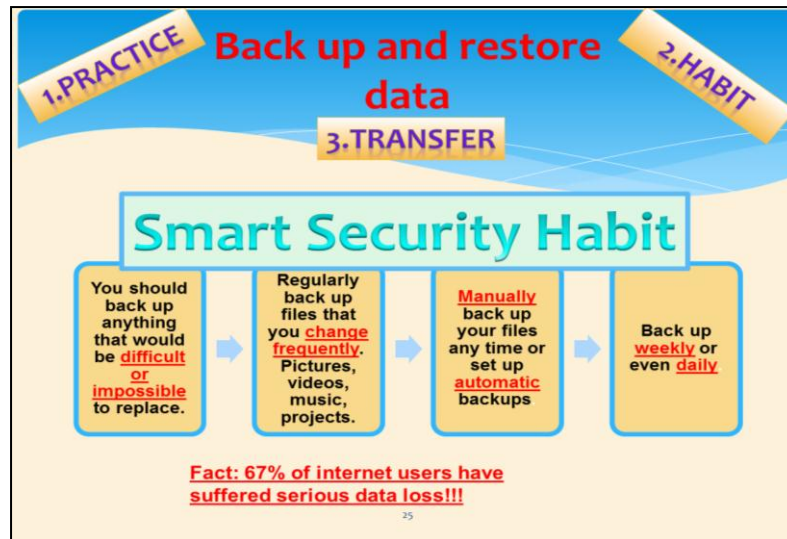 1.PRACTICE
Back up and restore
data
2.HABIT
3.TRANSFER
Smart Security Habit
You should
back up
anything
that would
be difficult
or
impossible
to replace.
Regularly
back up
files that
you change
frequently.
Pictures,
videos,
music,
projects.
Manually
back up
your files
any time or
set up
automatic
backups.
Back up
weekly or
even daily.
Fact: 67% of internet users have
suffered serious data loss!!!
25